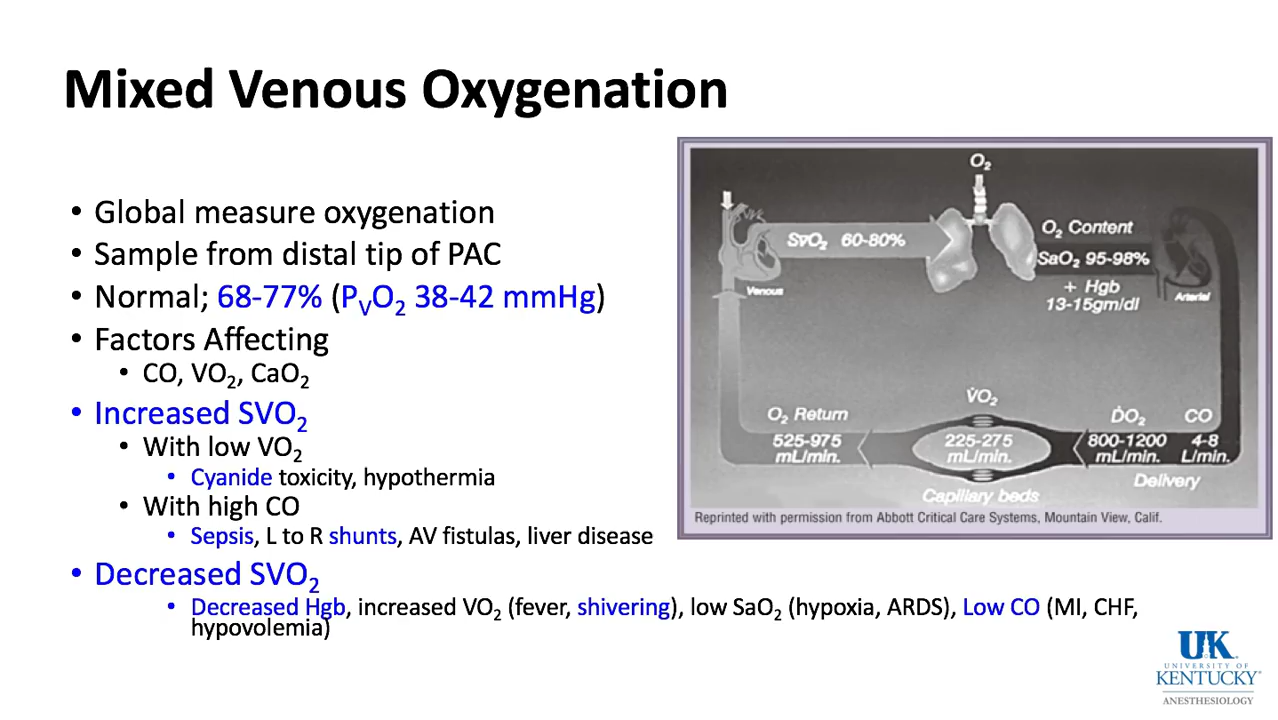 Mixed Venous Oxygenation
• Global measure oxygenation
• Sample from distal tip of PAC
• Normal; 68-77% (PVO2 38-42 mmHg)
• Factors Affecting
• CO, VO2, CaO2
• Increased SVO2
• With low VO2
• Cyanide toxicity, hypothermia
• With high CO
• Sepsis, L to R shunts, AV fistulas, liver disease
• Decreased SVO2
• Decreased Hgb, increased VO2 (fever, shivering), low SaO2 (hypoxia, ARDS), Low CO (MI, CHF,
hypovolemia)
O2
Sv̄O2 60-80%
O2 Content
SaO2 95-98%
+ Hgb
13-15gm/dl
Venous
Arterial
V̇O2
O2 Return
ḊO2
CO
525-975
mL/min.
225-275
mL/min.
800-1200
mL/min.
4-8
L/min.
Capillary beds
Delivery
Reprinted with permission from Abbott Critical Care Systems, Mountain View, Calif.
UK
UNIVERSITY OF
KENTUCKY
ANESTHESIOLOGY